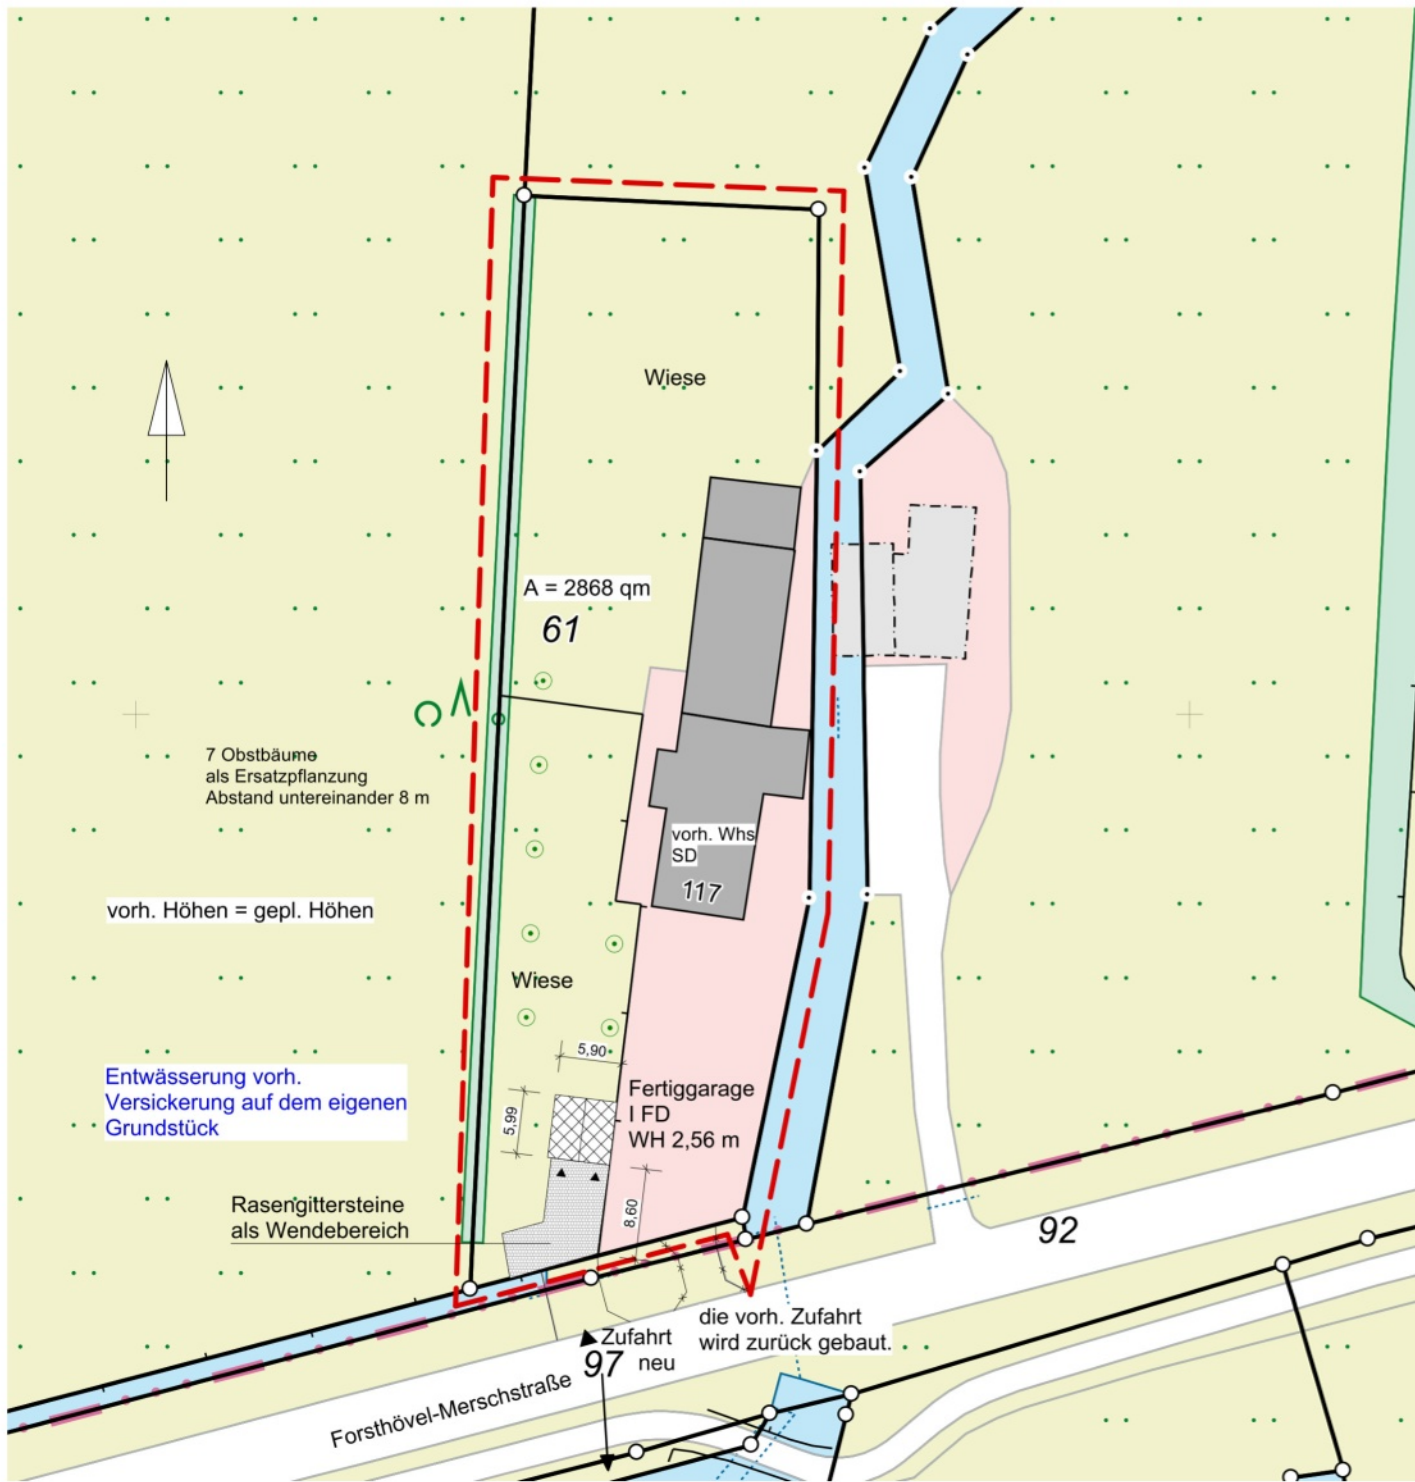 Wiese
A = 2868 qm
61
7 Obstbäume
als Ersatzpflanzung
Abstand untereinander 8 m
vorh. Whs
SD
117
vorh. Höhen = gepl. Höhen
Wiese
5,90
Entwässerung vorh.
Versickerung auf dem eigenen
Grundstück
5,99
Fertiggarage
I FD
WH 2,56 m
Rasengittersteine
als Wendebereich
8,60
92
die vorh. Zufahrt
wird zurück gebaut.
Zufahrt
neu
97
Forsthövel-Merschstraße